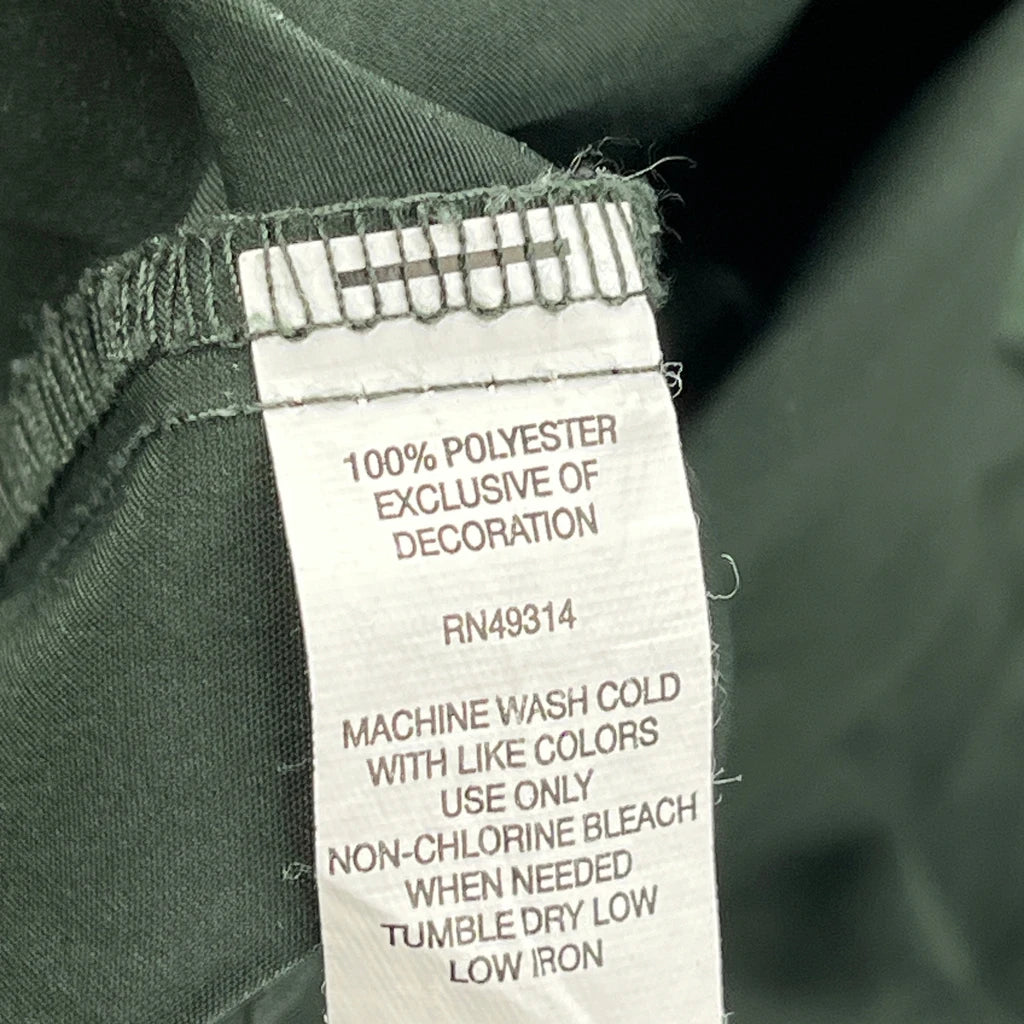 100% POLYESTER
EXCLUSIVE OF
DECORATION
RN49314
MACHINE WASH COLD
WITH LIKE COLORS
USE ONLY
NON-CHLORINE BLEACH
WHEN NEEDED
TUMBLE DRY LOW
LOW IRON